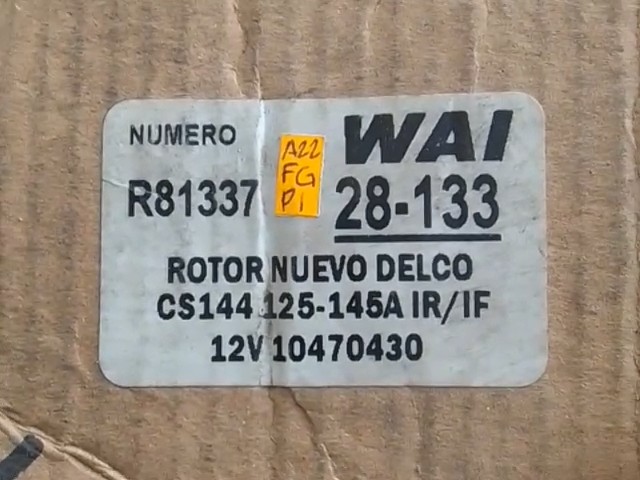 NUMERO
WAI
R81337
A22
FG
P1
28-133
ROTOR NUEVO DELCO
CS144 125-145A IR/IF
12V 10470430